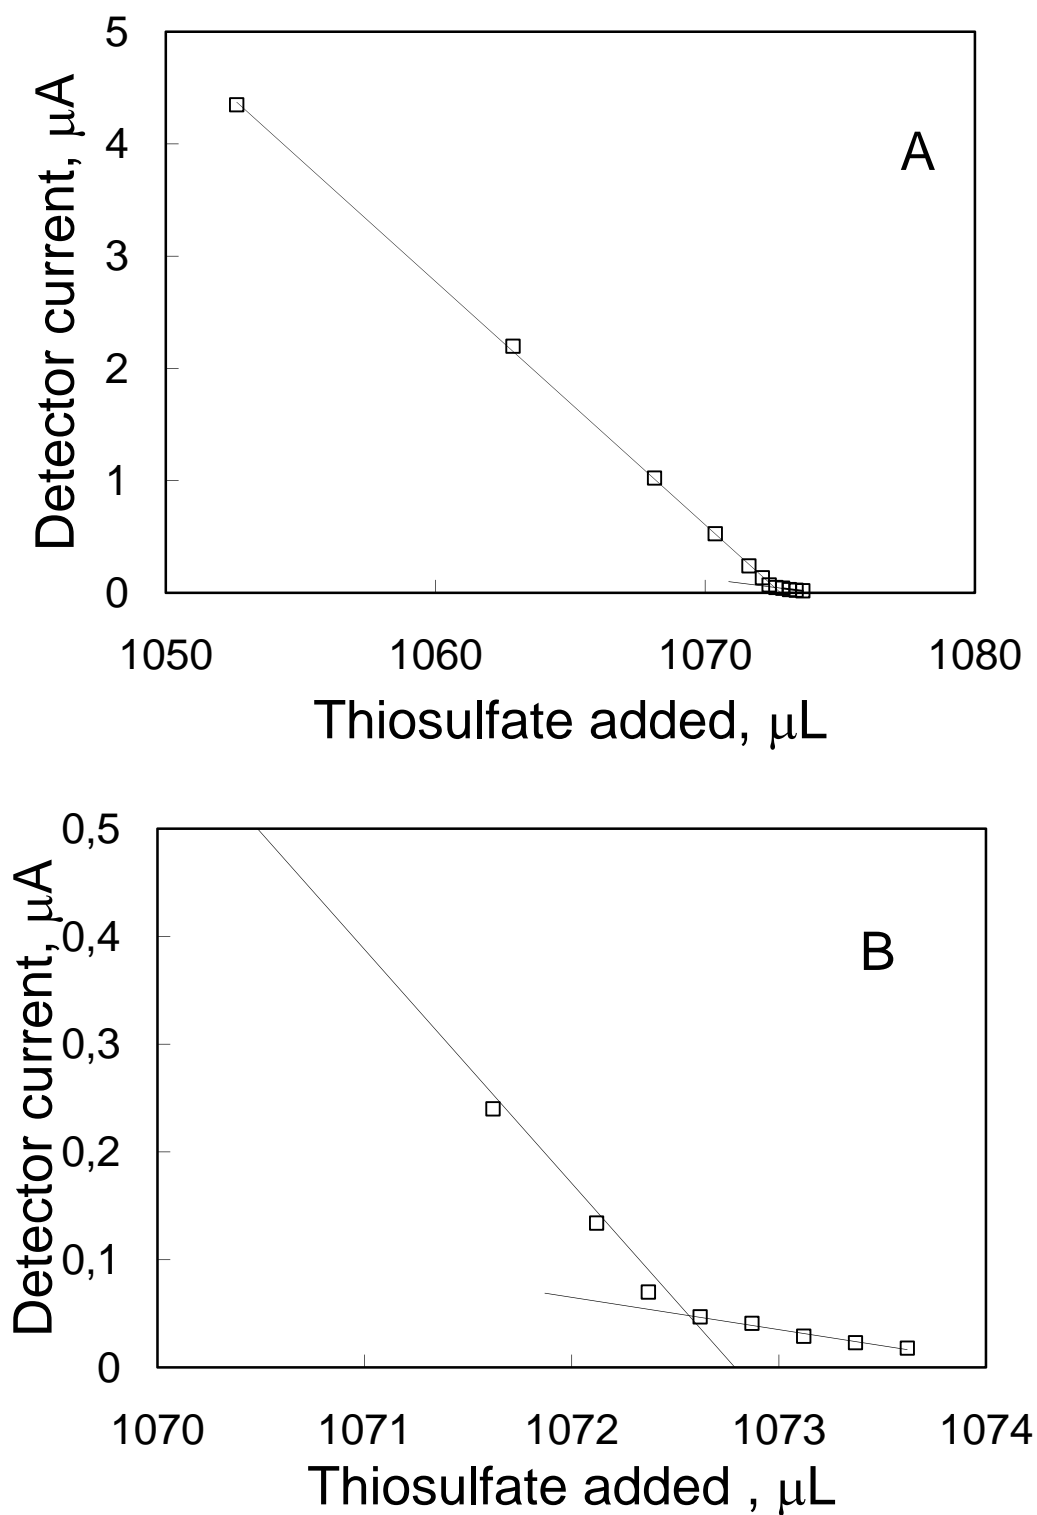 5
4
3
2
1
0
Detector current, μA
A
1050 1060 1070 1080
Thiosulfate added, μL
0,5
0,4
0,3
0,2
0,1
0
Detector current, μA
B
1070 1071 1072 1073 1074
Thiosulfate added , μL